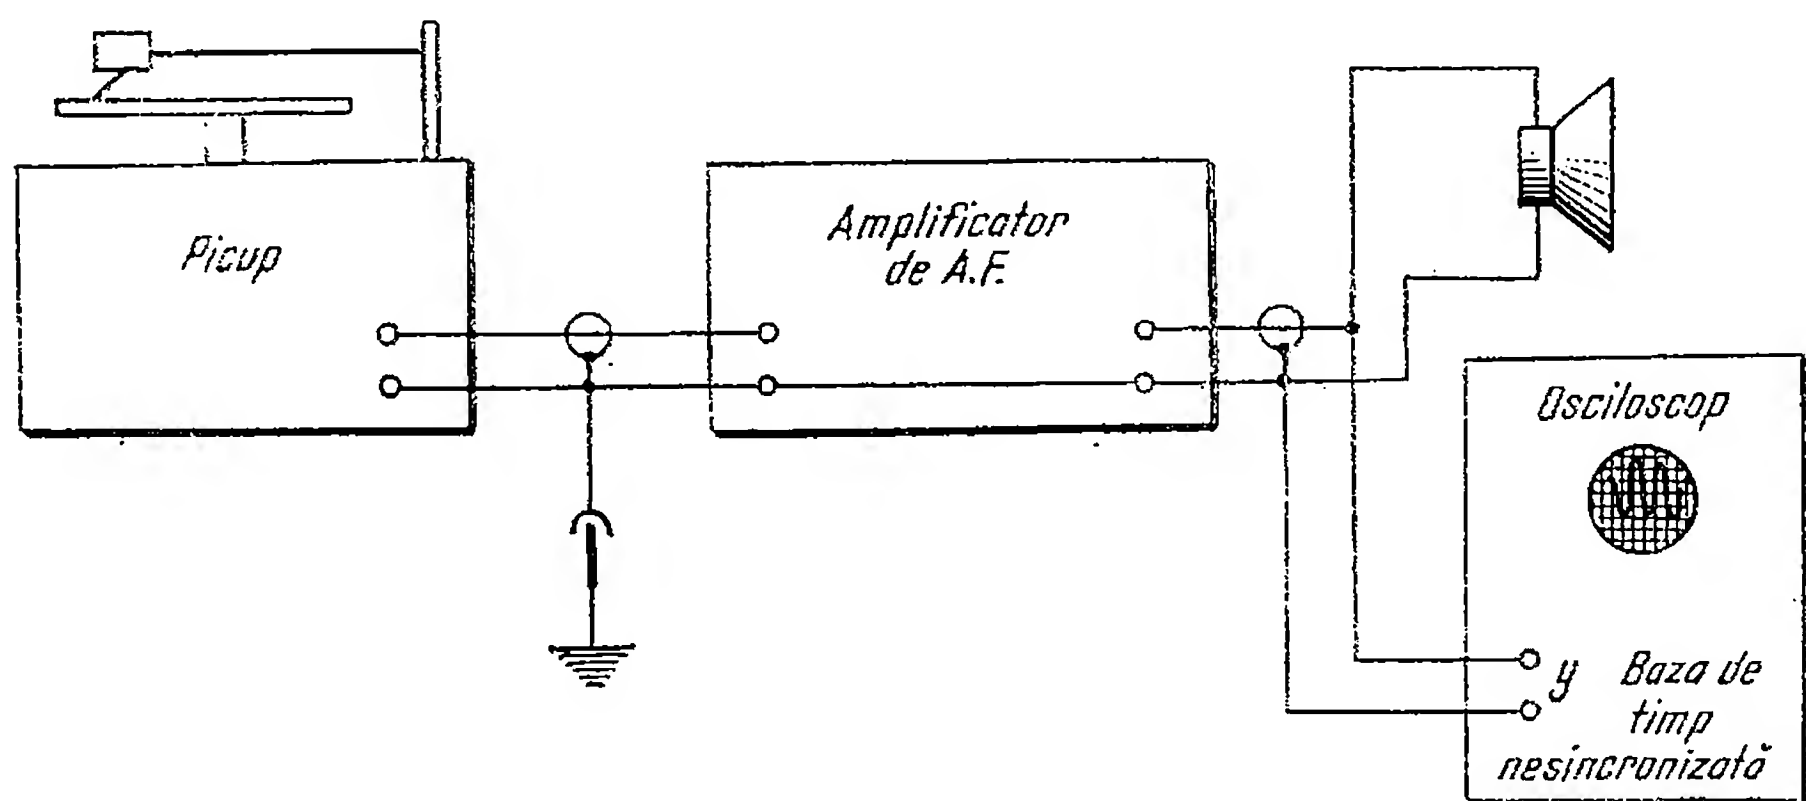 Picup
Amplificator
de A.F.
Osciloscop
y
Baza de
timp
nesincronizată